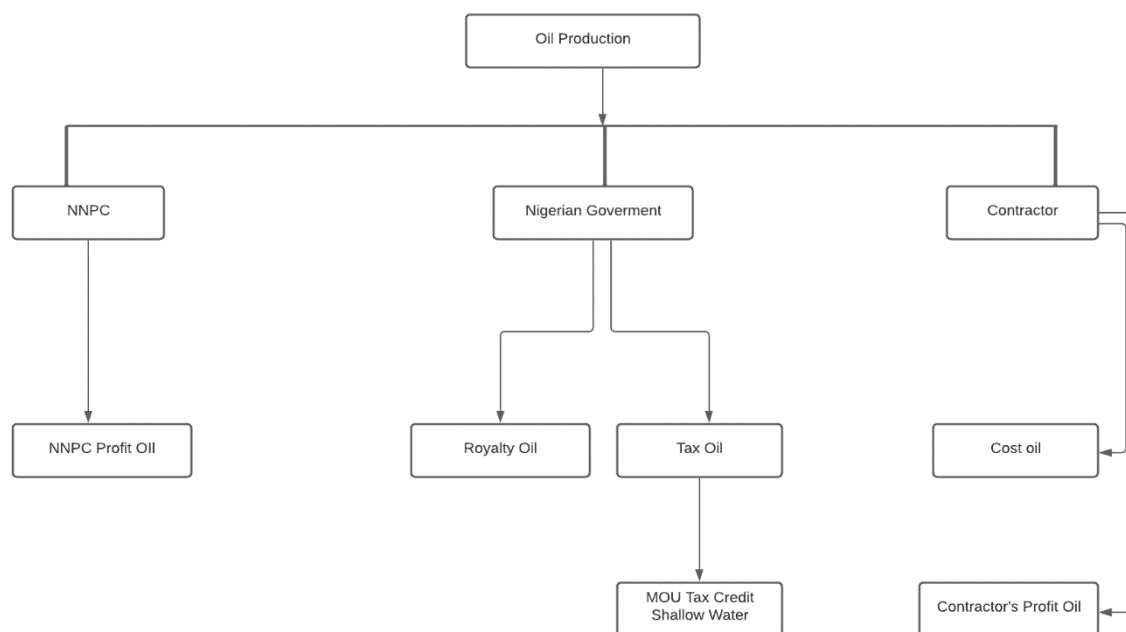 Oil Production
NNPC
Nigerian Goverment
Contractor
NNPC Profit OIl
Royalty Oil
Tax Oil
Cost oil
MOU Tax Credit
Shallow Water
Contractor's Profit Oil